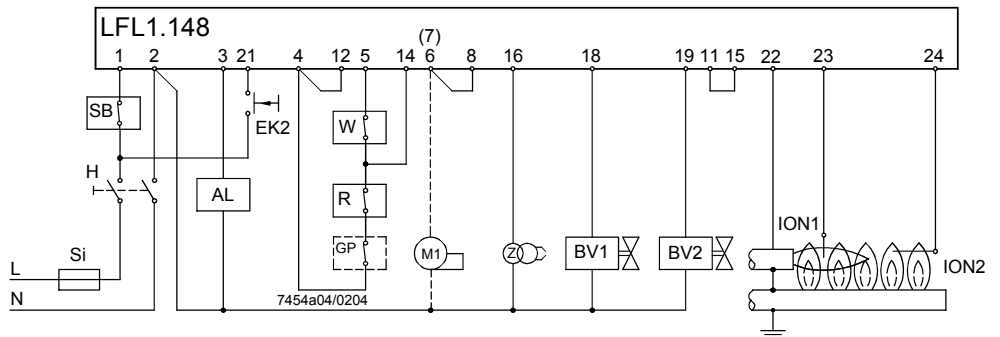 LFL1.148
(7)
1 2 3 21 4 12 5 14 6 8 16 18 19 11 15 22 23 24
SB
EK2
W
H
AL
R
ION1
Si
GP
M1
Z
BV1
BV2
ION2
L
N
7454a04/0204